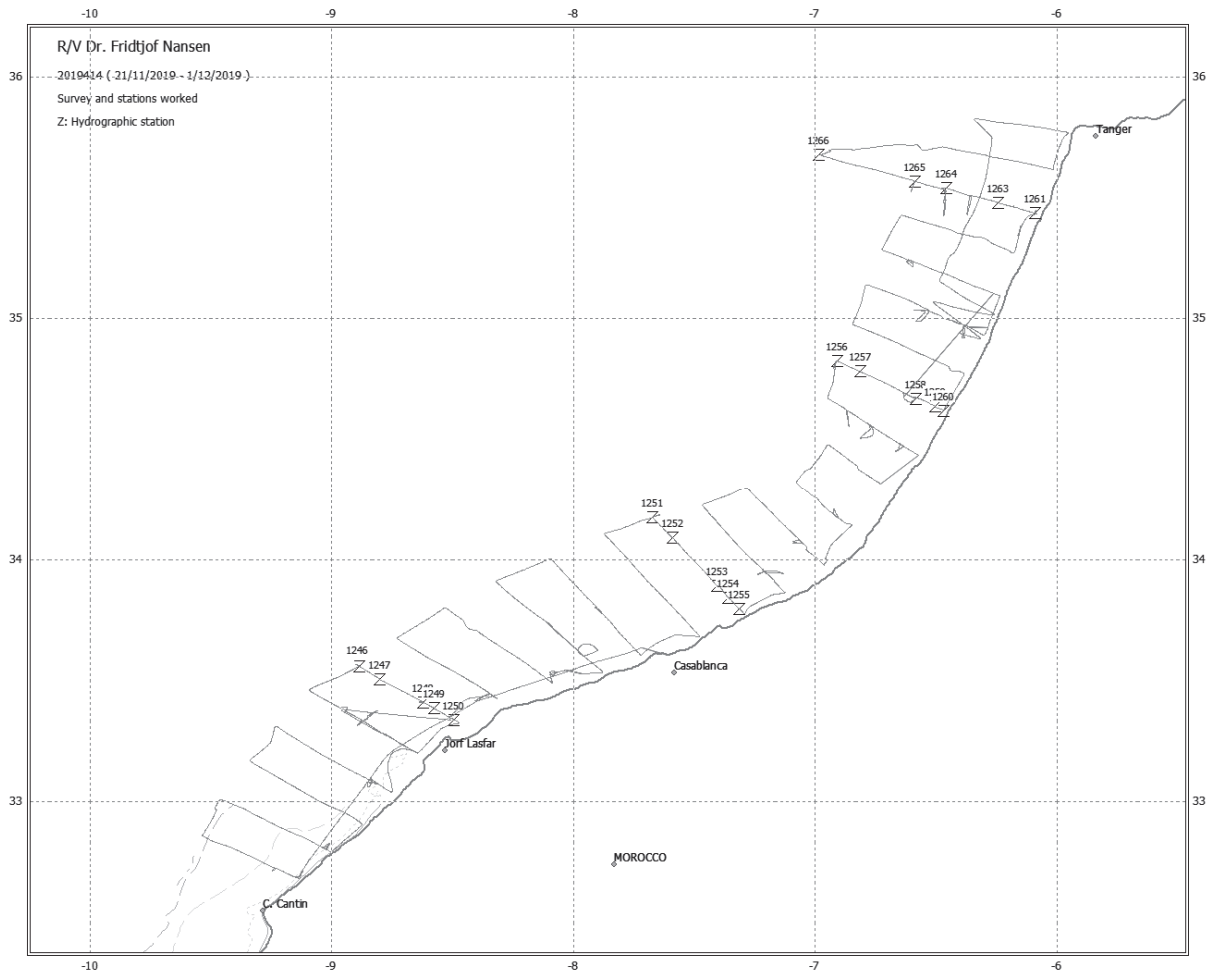 -10 -9 -8 -7 -6
R/V Dr. Fridtjof Nansen
2019414 ( 21/11/2019 - 1/12/2019 )
Survey and stations worked
Z: Hydrographic station
36 36
Tanger
1266
1265
1264
1263
1261
35 35
1256
1257
1258
1260
1251
1252
34 34
1253
1254
1255
1246
Casablanca
1247
1249
1250
Jorf Lasfar
33 33
MOROCCO
C. Cantin
-10 -9 -8 -7 -6